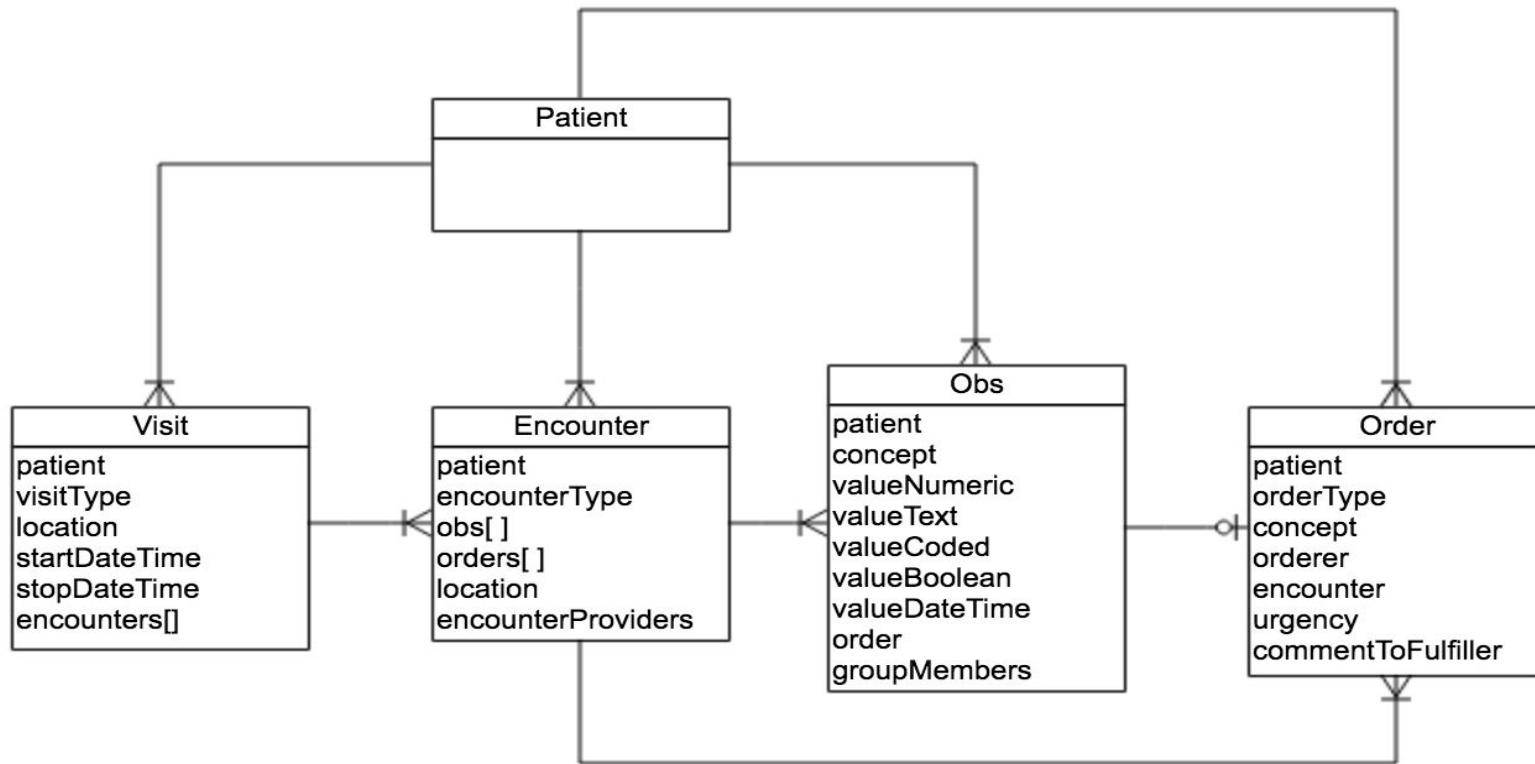 Patient
Visit
patient
visitType
location
startDateTime
stopDateTime
encounters[]
Encounter
patient
encounterType
obs[ ]
orders[ ]
location
encounterProviders
Obs
patient
concept
valueNumeric
valueText
valueCoded
valueBoolean
valueDateTime
order
groupMembers
Order
patient
orderType
concept
orderer
encounter
urgency
commentToFulfiller